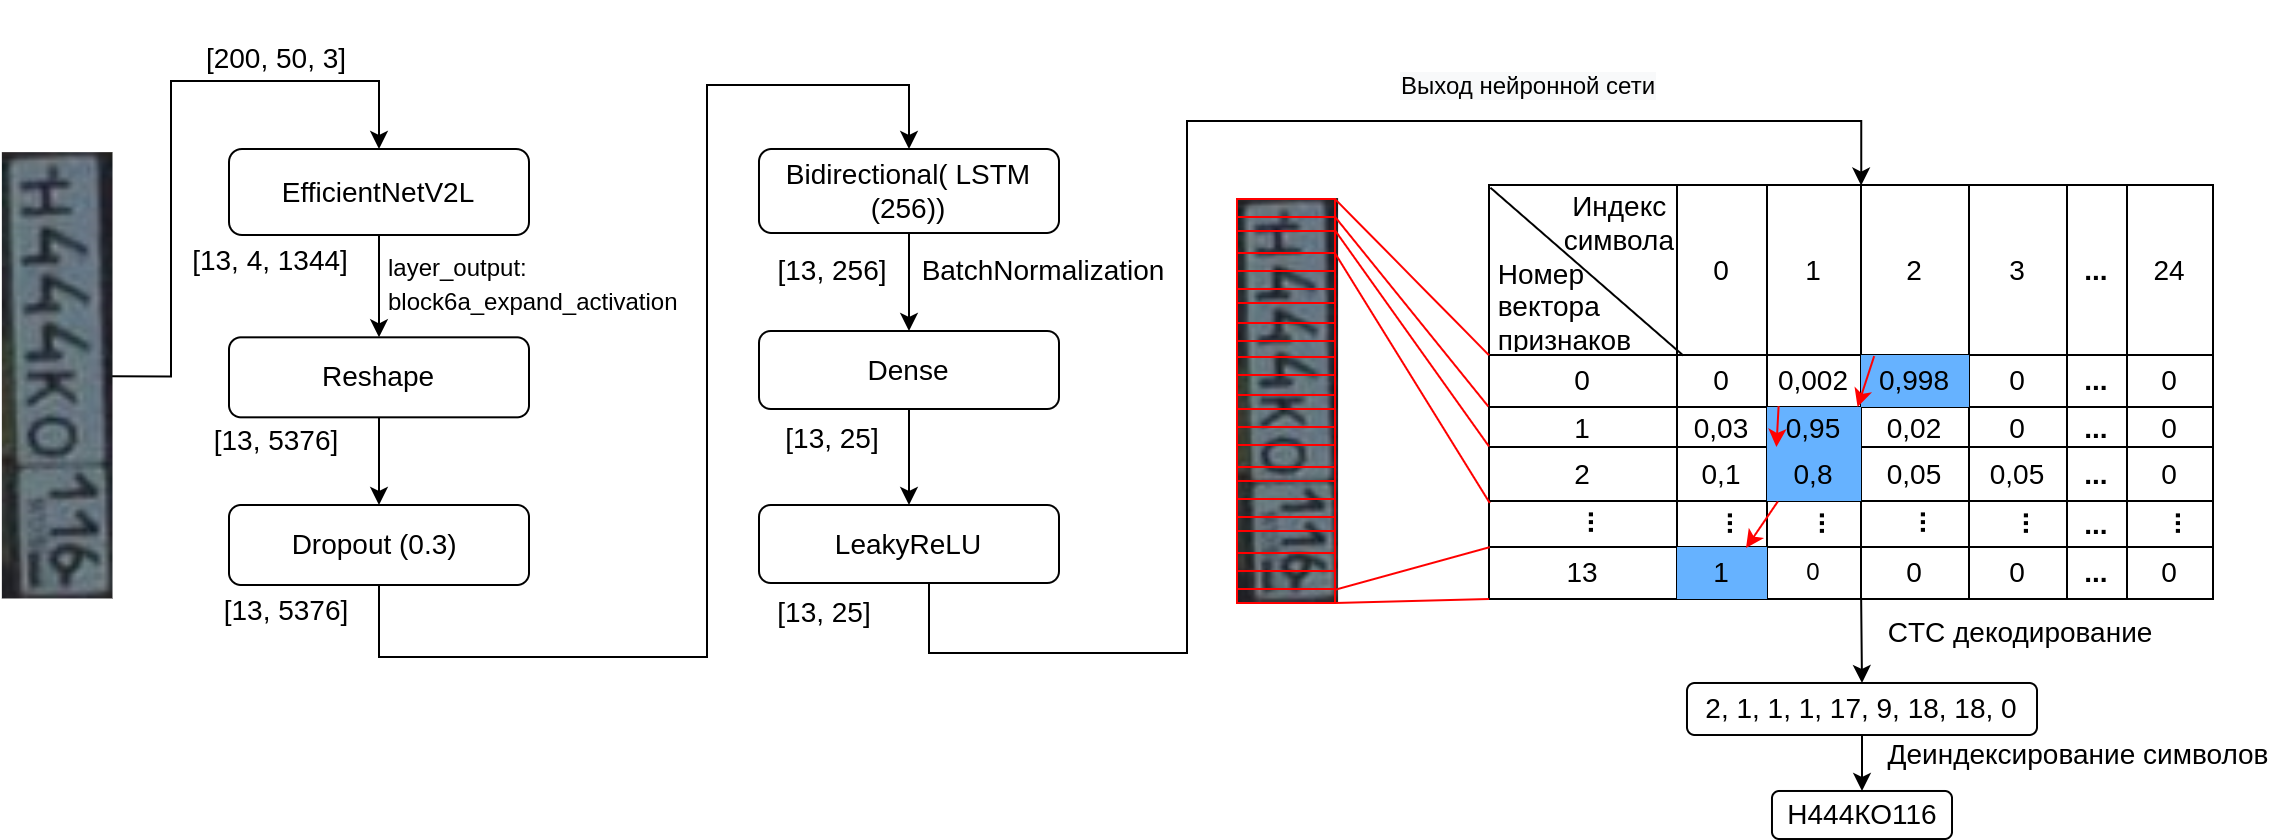 [200, 50, 3]
Н444КО
116
EfficientNetV2L
[13, 4, 1344]
layer_output:
block6a_expand_activation
Reshape
[13, 5376]
Dropout (0.3)
[13, 5376]
Bidirectional( LSTM
(256))
[13, 256]
BatchNormalization
Dense
[13, 25]
LeakyReLU
[13, 25]
Выход нейронной сети
Н444КО
116
Индекс
символа
Номер
вектора
признаков
0 1 2 3 ... 24
0 0 0,002 0,998 0 ... 0
1 0,03 0,95 0,02 0 ... 0
2 0,1 0,8 0,05 0,05 ... 0
... ... ... ... ... ... ...
13 1 0 0 0 ... 0
CTC декодирование
2, 1, 1, 1, 17, 9, 18, 18, 0
Деиндексирование символов
Н444КО116